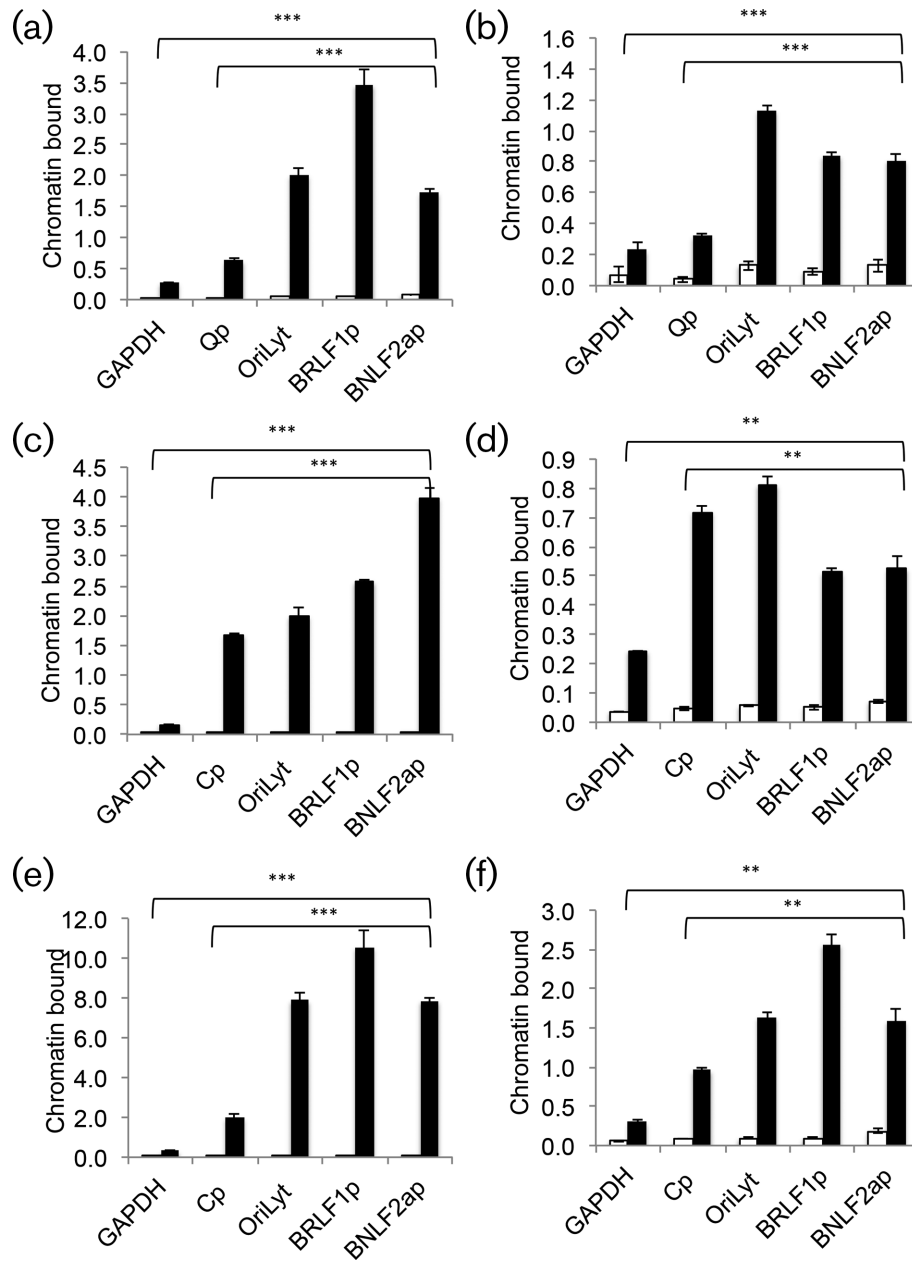 (a)
***
***
Chromatin bound
4.0
3.5
3.0
2.5
2.0
1.5
1.0
0.5
0.0
GAPDH
Qp
OriLyt
BRLF1p
BNLF2ap
(b)
***
***
Chromatin bound
1.6
1.4
1.2
1.0
0.8
0.6
0.4
0.2
0.0
GAPDH
Qp
OriLyt
BRLF1p
BNLF2ap
(c)
***
***
Chromatin bound
4.5
4.0
3.5
3.0
2.5
2.0
1.5
1.0
0.5
0.0
GAPDH
Cp
OriLyt
BRLF1p
BNLF2ap
(d)
**
**
Chromatin bound
0.9
0.8
0.7
0.6
0.5
0.4
0.3
0.2
0.1
0.0
GAPDH
Cp
OriLyt
BRLF1p
BNLF2ap
(e)
***
***
Chromatin bound
12.0
10.0
8.0
6.0
4.0
2.0
0.0
GAPDH
Cp
OriLyt
BRLF1p
BNLF2ap
(f)
**
**
Chromatin bound
3.0
2.5
2.0
1.5
1.0
0.5
0.0
GAPDH
Cp
OriLyt
BRLF1p
BNLF2ap